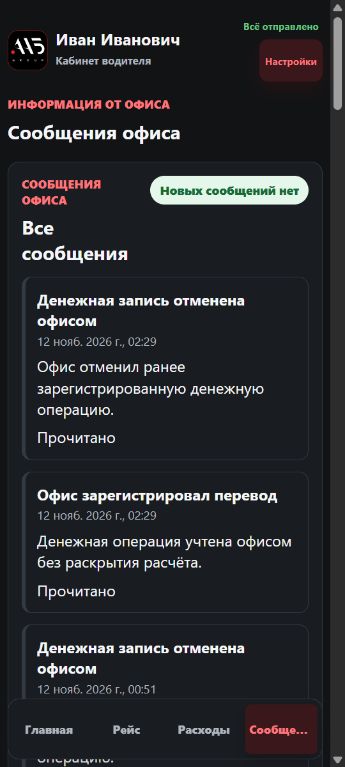 Всё отправлено
Иван Иванович
Кабинет водителя
Настройки
ИНФОРМАЦИЯ ОТ ОФИСА
Сообщения офиса
СООБЩЕНИЯ
ОФИСА
Новых сообщений нет
Все
сообщения
Денежная запись отменена
офисом
12 нояб. 2026 г., 02:29
Офис отменил ранее
зарегистрированную денежную
операцию.
Прочитано
Офис зарегистрировал перевод
12 нояб. 2026 г., 02:29
Денежная операция учтена офисом
без раскрытия расчёта.
Прочитано
Денежная запись отменена
офисом
12 нояб. 2026 г., 00:51
Главная
Рейс
Расходы
Сообще...
операцию.